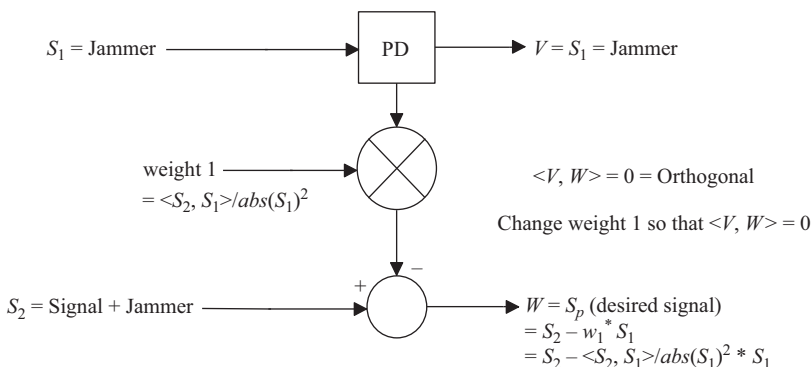 S₁ = Jammer
PD
V = S₁ = Jammer
weight 1
= <S₂, S₁>/abs(S₁)²
<V, W> = 0 = Orthogonal
Change weight 1 so that <V, W> = 0
–
+
S₂ = Signal + Jammer
W = Sₚ (desired signal)
= S₂ – w₁* S₁
= S₂ – <S₂, S₁>/abs(S₁)² * S₁